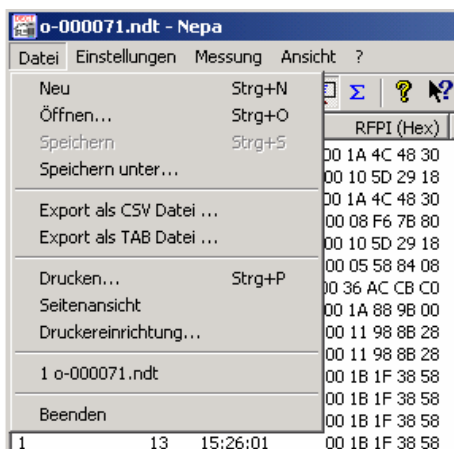 o-000071.ndt - Nepa
Datei Einstellungen Messung Ansicht ?
Neu Strg+N
Öffnen... Strg+O
Speichern Strg+S
Speichern unter...
Export als CSV Datei ...
Export als TAB Datei ...
Drucken... Strg+P
Seitenansicht
Druckereinrichtung...
1 o-000071.ndt
Beenden
Σ ? ?
RFPI (Hex)
00 1A 4C 48 30
00 10 5D 29 18
00 1A 4C 48 30
00 08 F6 7B 80
00 10 5D 29 18
00 05 58 84 08
00 36 AC CB C0
00 1A 88 9B 00
00 11 98 8B 28
00 11 98 8B 28
00 1B 1F 38 58
00 1B 1F 38 58
00 1B 1F 38 58
1 13 15:26:01 00 1B 1F 38 58